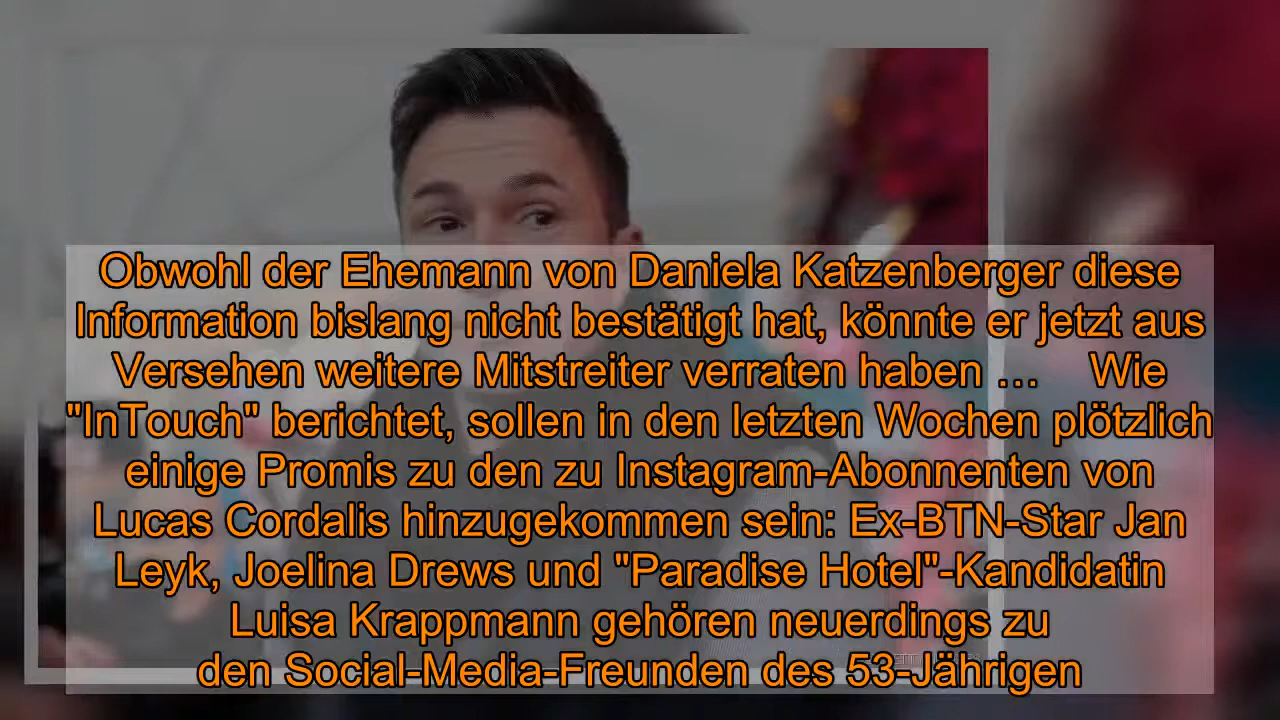 Obwohl der Ehemann von Daniela Katzenberger diese
Information bislang nicht bestätigt hat, könnte er jetzt aus
Versehen weitere Mitstreiter verraten haben … Wie
"InTouch" berichtet, sollen in den letzten Wochen plötzlich
einige Promis zu den zu Instagram-Abonnenten von
Lucas Cordalis hinzugekommen sein: Ex-BTN-Star Jan
Leyk, Joelina Drews und "Paradise Hotel"-Kandidatin
Luisa Krappmann gehören neuerdings zu
den Social-Media-Freunden des 53-Jährigen